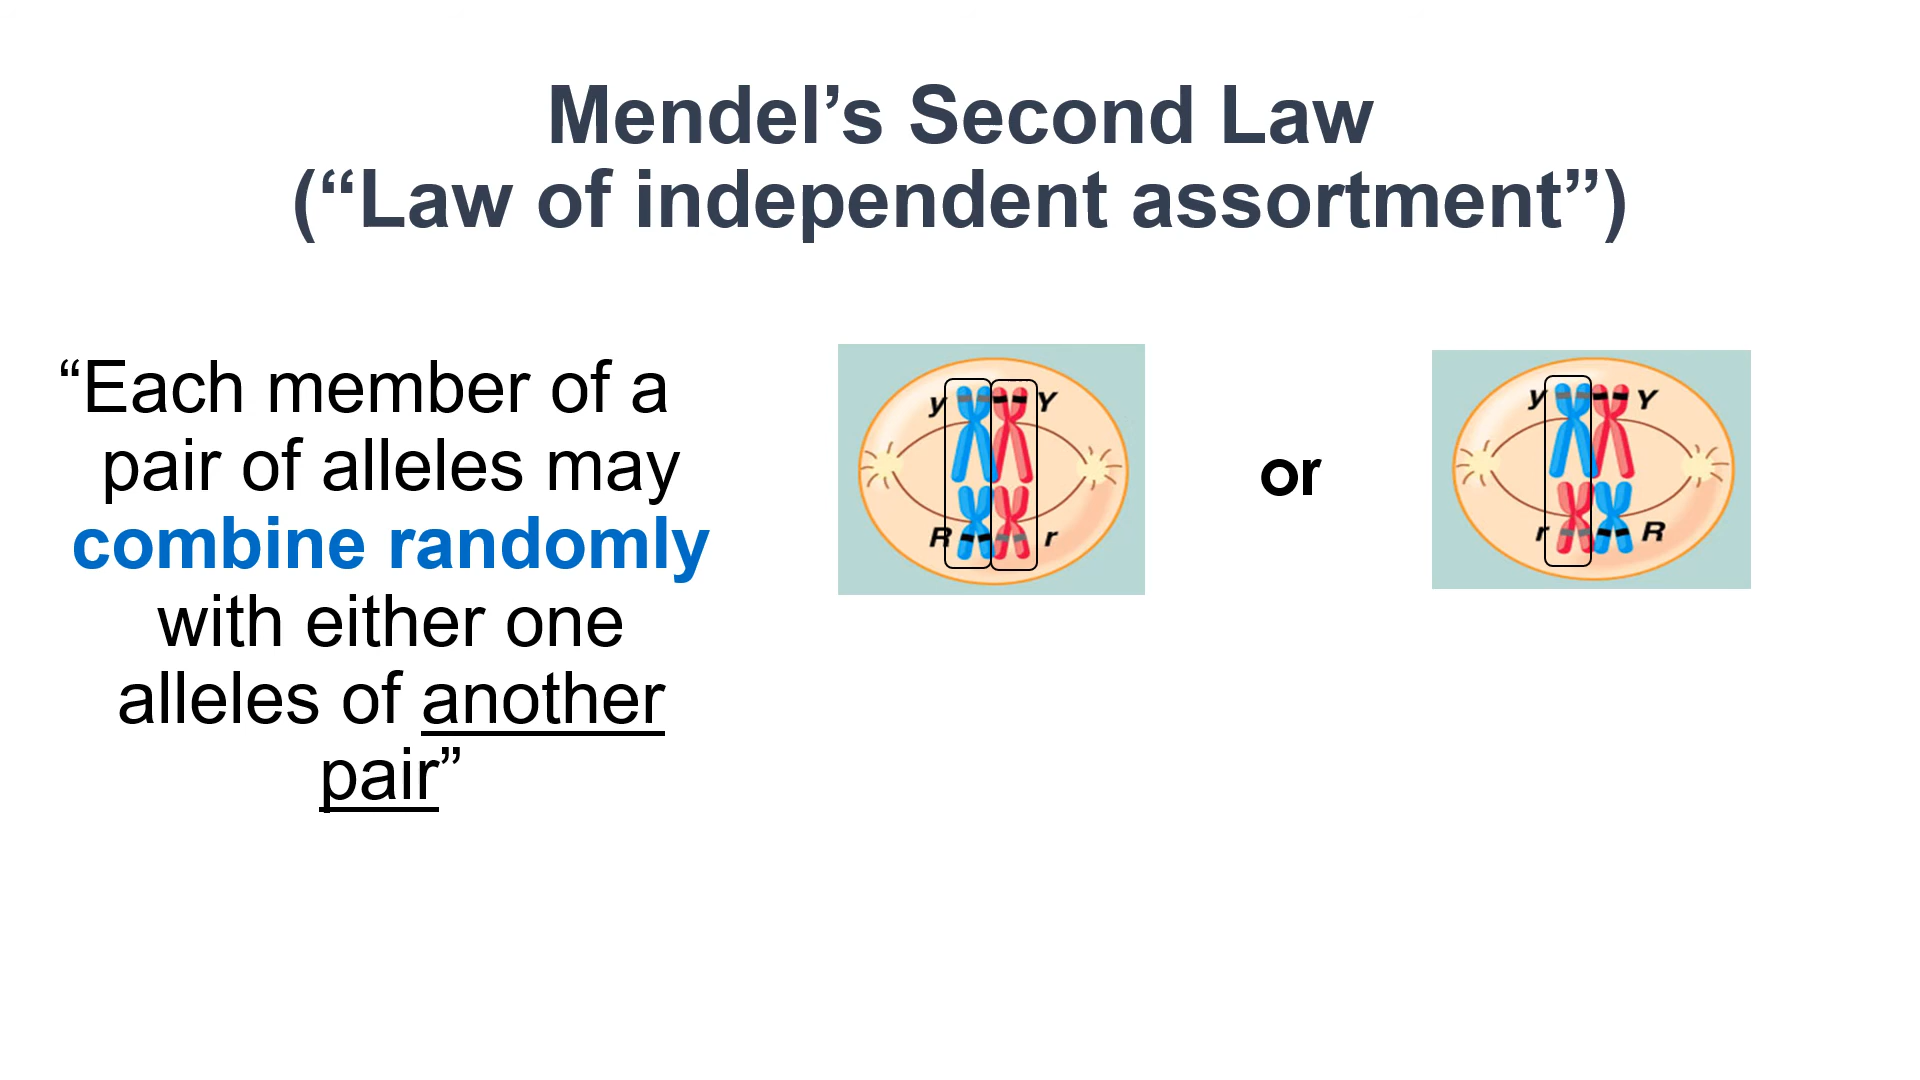 Mendel’s Second Law
(“Law of independent assortment”)
“Each member of a
pair of alleles may
combine randomly
with either one
alleles of another
pair”
y Y
R r
or
y Y
r R